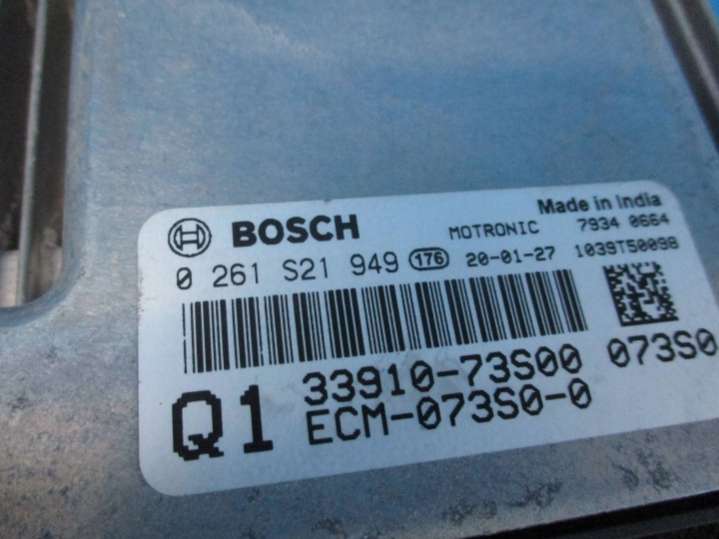 Made in India
BOSCH MOTRONIC 7934 0664
0 261 S21 949 176 20-01-27 1039T50098
Q1 33910-73S00 073S0
ECM-073S0-0